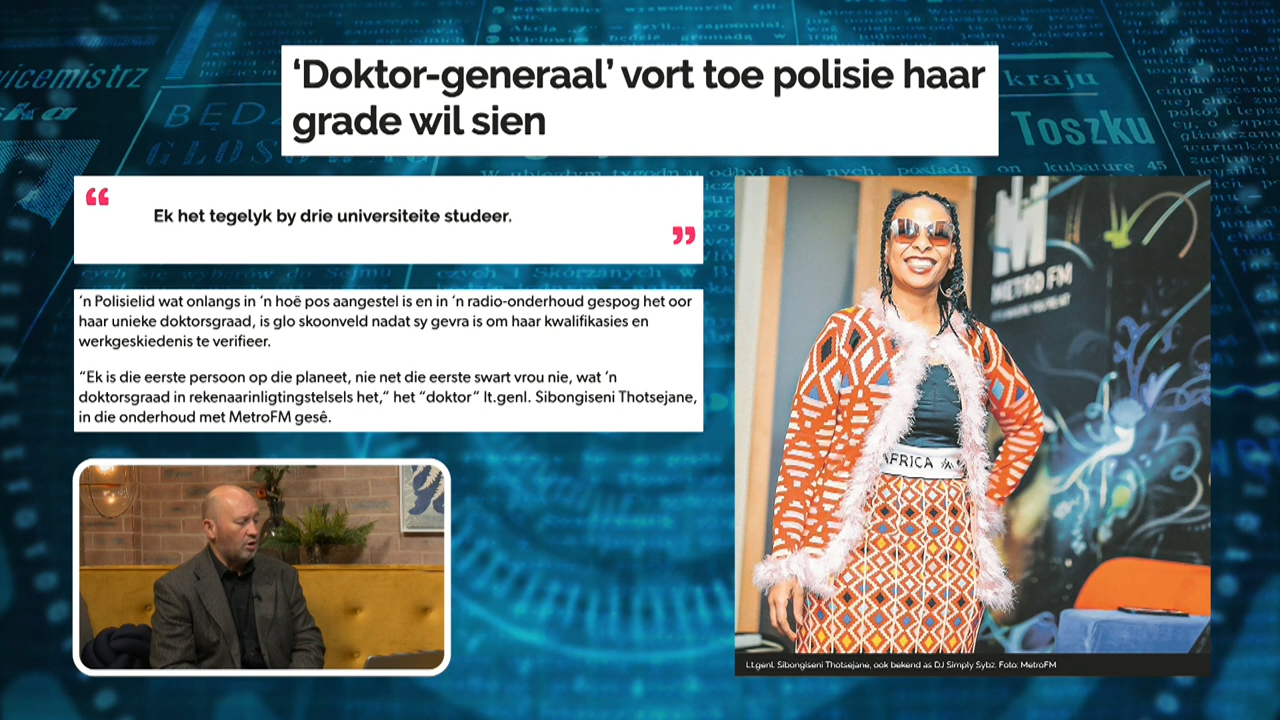 ‘Doktor-generaal’ vort toe polisie haar
grade wil sien
“
Ek het tegelyk by drie universiteite studeer.
”
’n Polisielid wat onlangs in ’n hoë pos aangestel is en in ’n radio-onderhoud gespog het oor
haar unieke doktorsgraad, is glo skoonveld nadat sy gevra is om haar kwalifikasies en
werkgeskiedenis te verifieer.
“Ek is die eerste persoon op die planeet, nie net die eerste swart vrou nie, wat ’n
doktorsgraad in rekenaarinligtingstelsels het,” het “doktor” lt.genl. Sibongiseni Thotsejane,
in die onderhoud met MetroFM gesê.
METRO FM
AFRICA
Lt.genl. Sibongiseni Thotsejane, ook bekend as DJ Simply Sybz. Foto: MetroFM
vicemistrz
kraju
Toszku